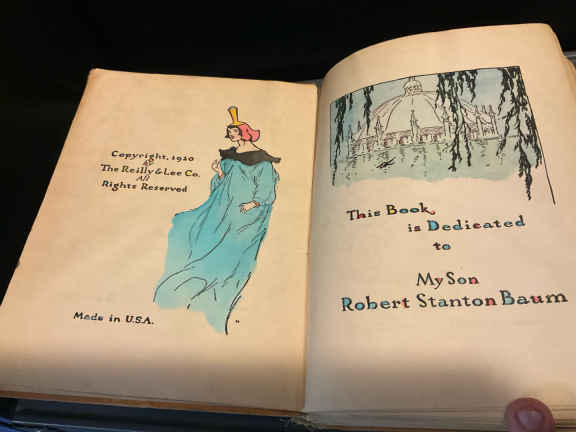 Copyright, 1920
By
The Reilly & Lee Co.
All
Rights Reserved
Made in U.S.A.
This Book
is Dedicated
to
My Son
Robert Stanton Baum